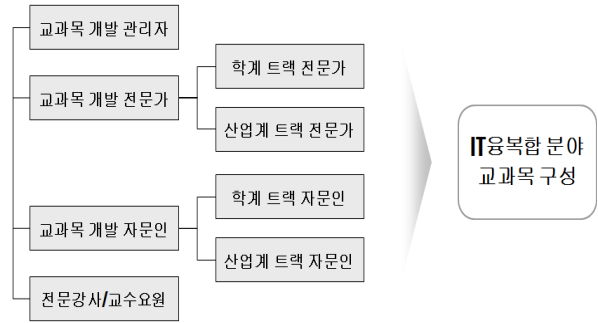 교과목 개발 관리자
교과목 개발 전문가
학계 트랙 전문가
산업계 트랙 전문가
교과목 개발 자문인
학계 트랙 자문인
산업계 트랙 자문인
전문강사/교수요원
IT융복합 분야
교과목 구성